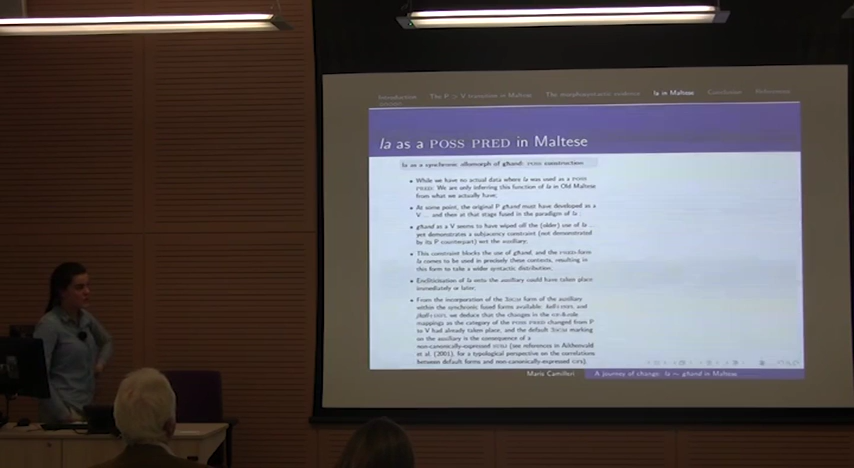 Introduction The P > V transition in Maltese The morphosyntactic evidence la in Maltese Conclusion References
la as a POSS PRED in Maltese
la as a synchronic allomorph of għand: POSS construction
• While we have no actual data where la was used as a POSS
PRED: We are only inferring this function of la in Old Maltese
from what we actually have;
• At some point, the original P għand must have developed as a
V ... and then at that stage fused in the paradigm of la
• għand as a V seems to have wiped off the (older) use of la ...
yet demonstrates a subjacency constraint (not demonstrated
by its P counterpart) wrt the auxiliary;
• This constraint blocks the use of għand, and the
la comes to be used in precisely these contexts, resulting in
this form to take a wider syntactic distribution;
• Encliticisation of la onto the auxiliary could have taken place
immediately or later;
• From the incorporation of the 3SGM form of the auxiliary
within the synchronic fused forms available:
we deduce that the changes in the
mappings as the category of the POSS PRED changed from P
to V had already taken place, and the default 3SGM marking
on the auxiliary is the consequence of a
non-canonically-expressed SUBJ (see references in Aikhenvald
et al. (2001), for a typological perspective on the correlations
between default forms and non-canonically-expressed GFs).
Maris Camilleri A journey of change: la ∼ għand in Maltese